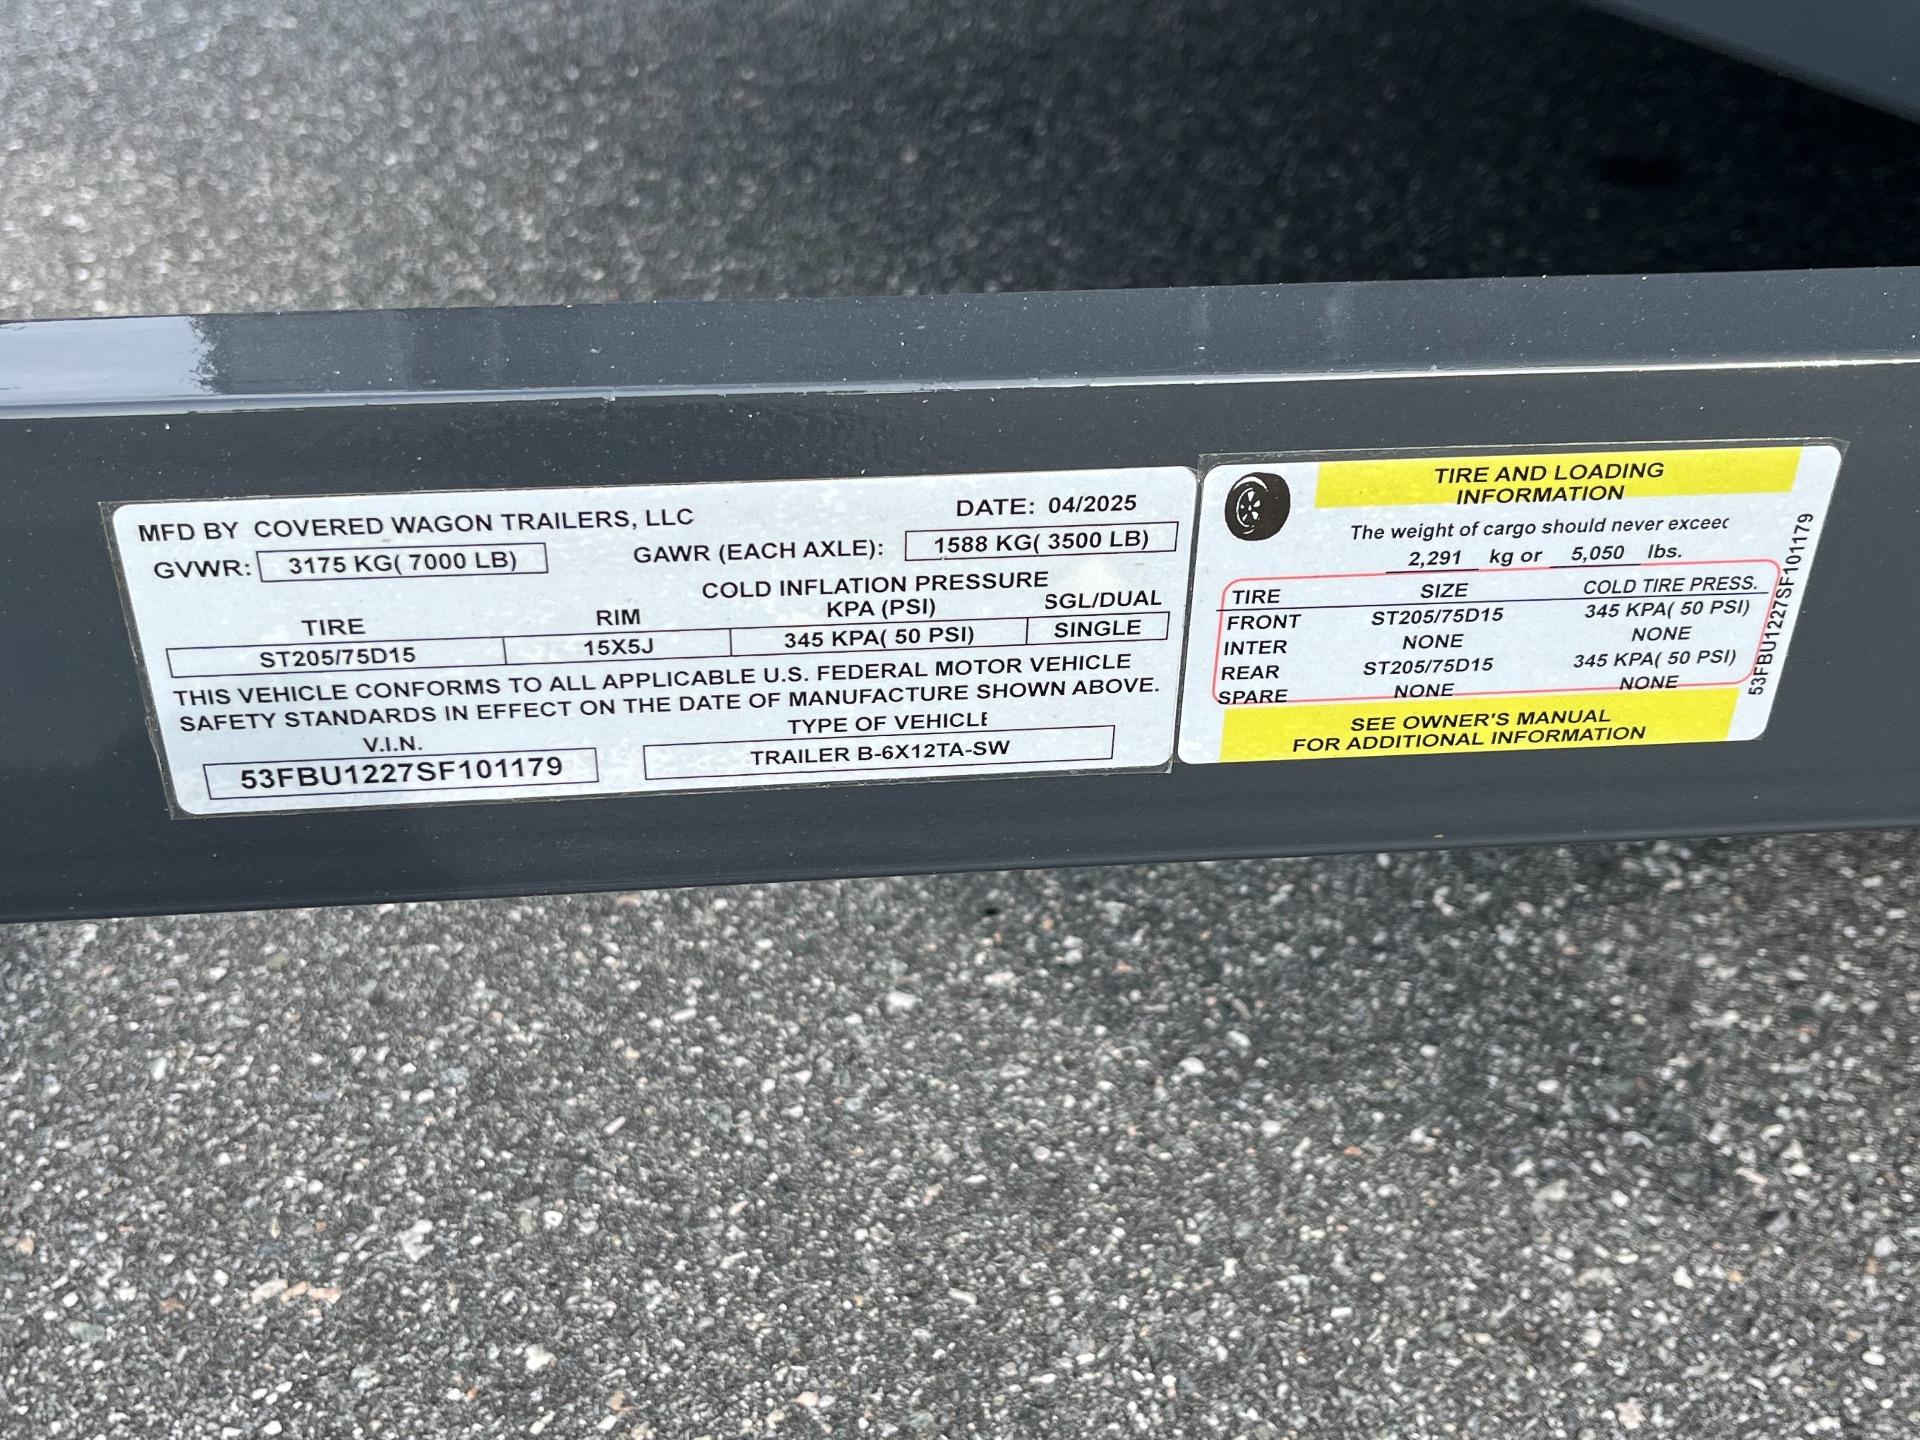 MFD BY COVERED WAGON TRAILERS, LLC DATE: 04/2025
GVWR: 3175 KG( 7000 LB) GAWR (EACH AXLE): 1588 KG( 3500 LB)
COLD INFLATION PRESSURE
TIRE RIM KPA (PSI) SGL/DUAL
ST205/75D15 15X5J 345 KPA( 50 PSI) SINGLE
THIS VEHICLE CONFORMS TO ALL APPLICABLE U.S. FEDERAL MOTOR VEHICLE
SAFETY STANDARDS IN EFFECT ON THE DATE OF MANUFACTURE SHOWN ABOVE.
V.I.N. TYPE OF VEHICLE
53FBU1227SF101179 TRAILER B-6X12TA-SW
TIRE AND LOADING
INFORMATION
The weight of cargo should never exceed
2,291 kg or 5,050 lbs.
TIRE SIZE COLD TIRE PRESS.
FRONT ST205/75D15 345 KPA( 50 PSI)
INTER NONE NONE
REAR ST205/75D15 345 KPA( 50 PSI)
SPARE NONE NONE
SEE OWNER'S MANUAL
FOR ADDITIONAL INFORMATION
53FBU1227SF101179